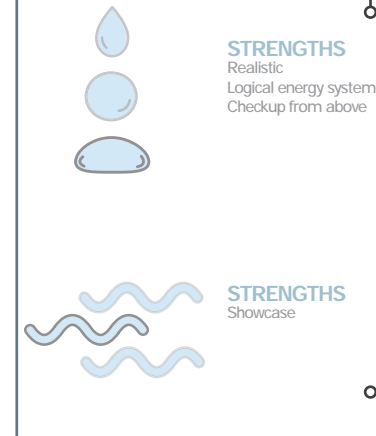 STRENGTHS
Realistic
Logical energy system
Checkup from above
STRENGTHS
Showcase